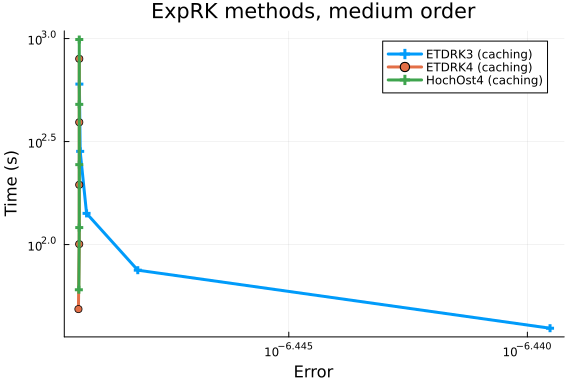 ExpRK methods, medium order
ETDRK3 (caching)
ETDRK4 (caching)
HochOst4 (caching)
Time (s)
10^3.0
10^2.5
10^2.0
10^-6.445
10^-6.440
Error